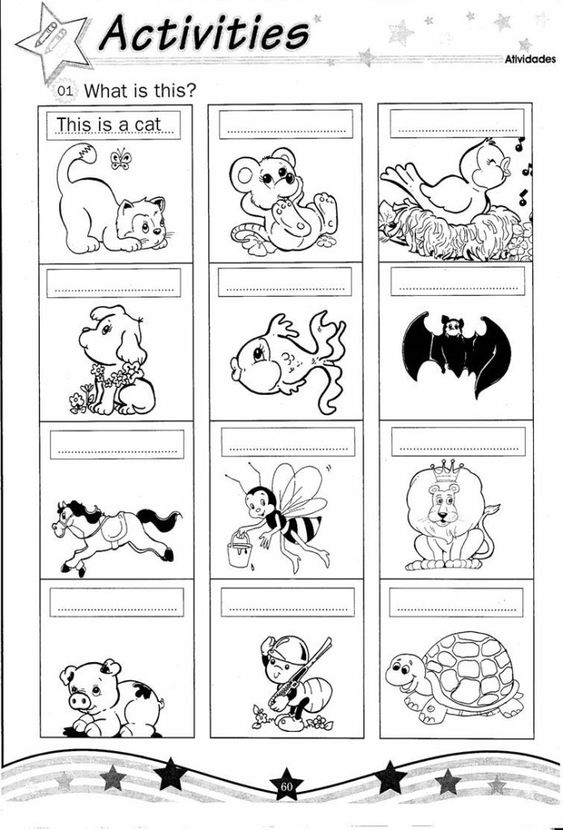 Activities
Atividades
01 What is this?
This is a cat
60